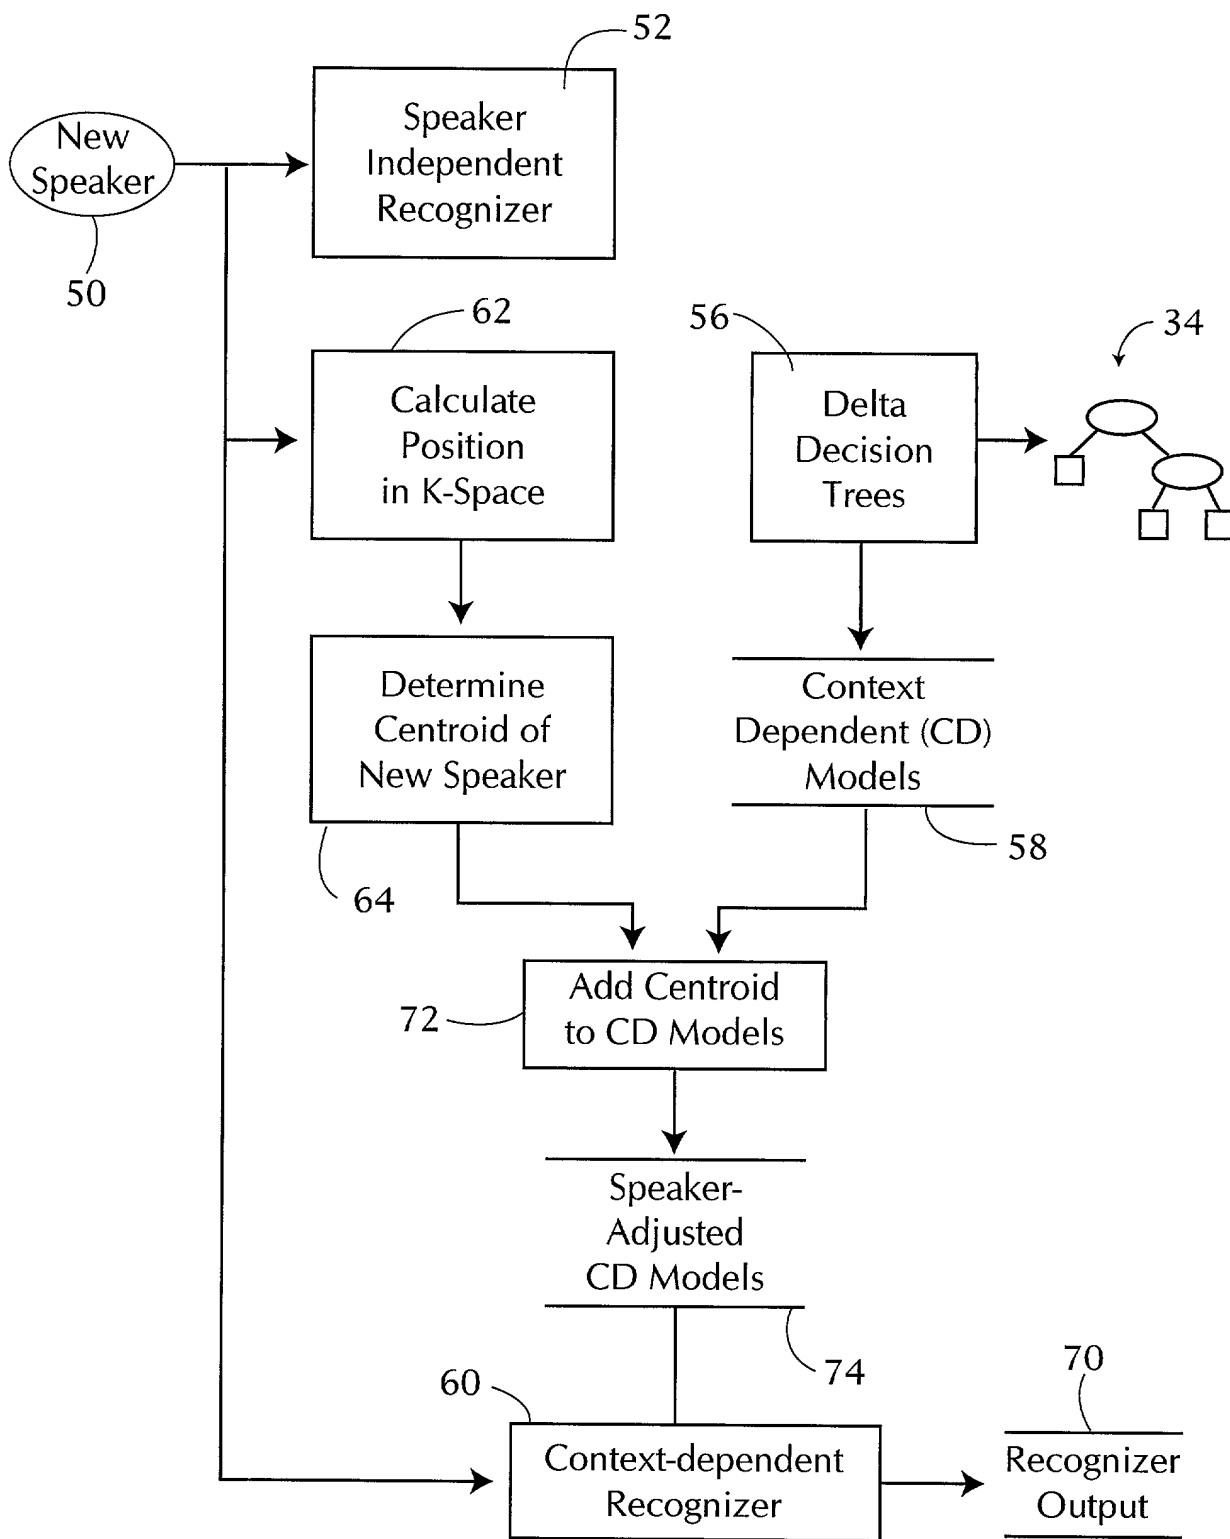 52
New
Speaker
50
Speaker
Independent
Recognizer
62
Calculate
Position
in K-Space
56
Delta
Decision
Trees
34
Determine
Centroid of
New Speaker
64
Context
Dependent (CD)
Models
58
72
Add Centroid
to CD Models
Speaker-
Adjusted
CD Models
74
60
Context-dependent
Recognizer
70
Recognizer
Output